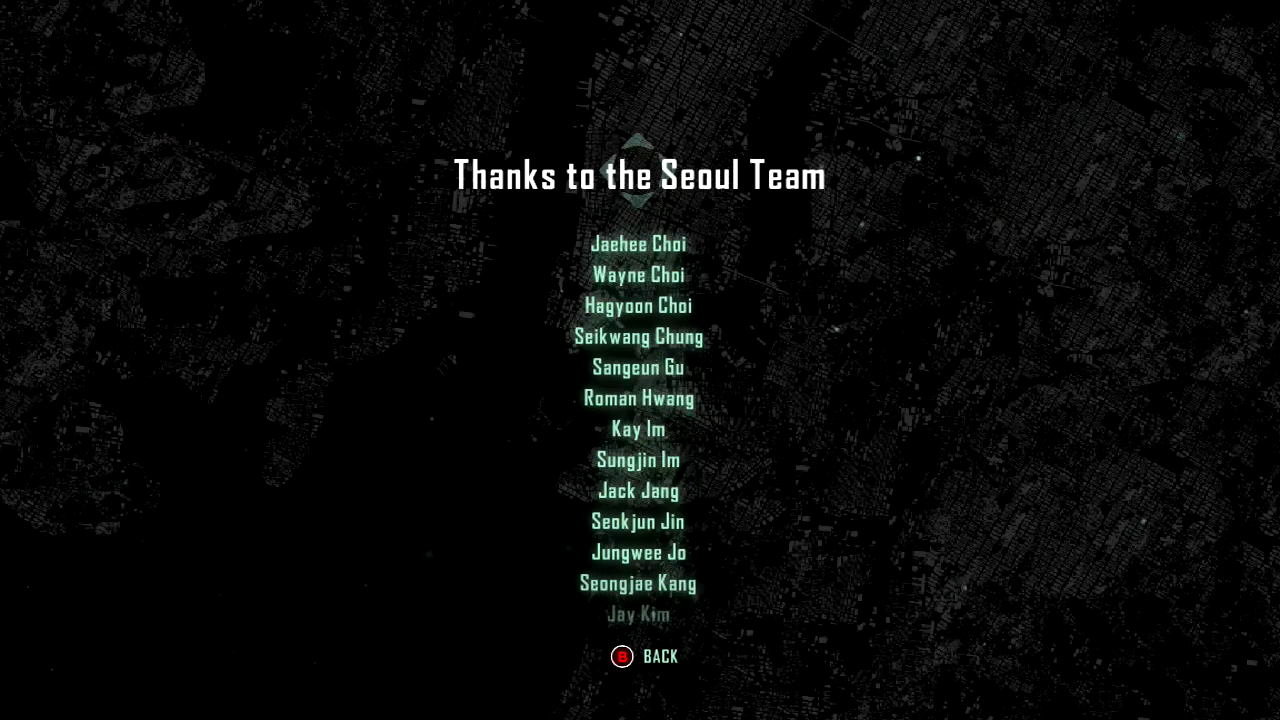 Thanks to the Seoul Team
Jaehee Choi
Wayne Choi
Hagyoon Choi
Seikwang Chung
Sangeun Gu
Roman Hwang
Kay Im
Sungjin Im
Jack Jang
Seokjun Jin
Jungwee Jo
Seongjae Kang
Jay Kim
B BACK